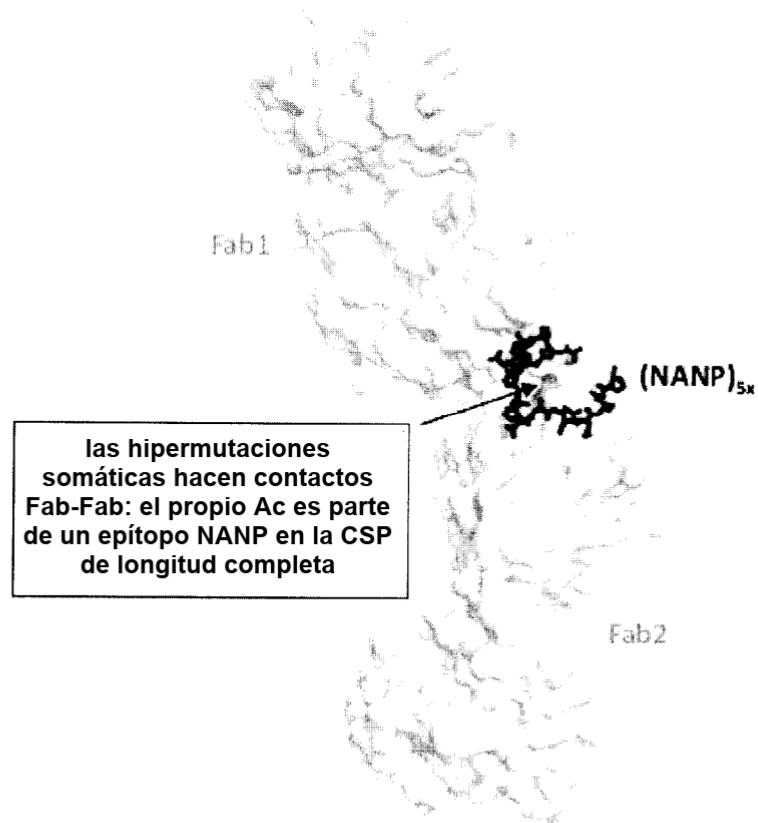 Fab1
(NANP)5x
las hipermutaciones
somáticas hacen contactos
Fab-Fab: el propio Ac es parte
de un epítopo NANP en la CSP
de longitud completa
Fab2